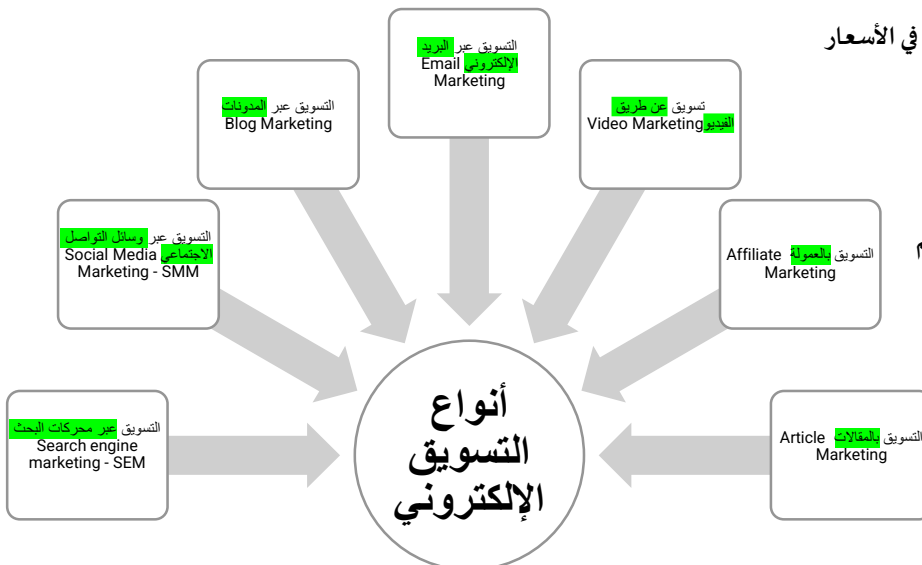 في الأسعار
التسويق عبر البريد
الإلكتروني Email
Marketing
التسويق عبر المدونات
Blog Marketing
تسويق عن طريق
الفيديو Video Marketing
التسويق عبر وسائل التواصل
الاجتماعي Social Media
Marketing - SMM
التسويق بالعمولة Affiliate
Marketing
م
التسويق عبر محركات البحث
Search engine
marketing - SEM
التسويق بالمقالات Article
Marketing
أنواع
التسويق
الإلكتروني